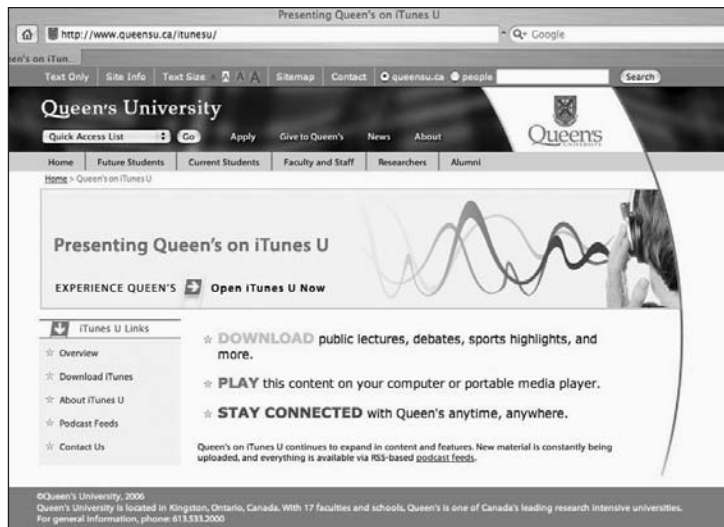 Presenting Queen's on iTunes U
http://www.queensu.ca/itunesu/
Google
en's on iTun...
Text Only Site Info Text Size A A A A Sitemap Contact queensu.ca people Search
Queen's University
Queen's
UNIVERSITY
Quick Access List Go Apply Give to Queen's News About
Home Future Students Current Students Faculty and Staff Researchers Alumni
Home > Queen's on iTunes U
Presenting Queen's on iTunes U
EXPERIENCE QUEEN'S Open iTunes U Now
iTunes U Links
Overview
Download iTunes
About iTunes U
Podcast Feeds
Contact Us
DOWNLOAD public lectures, debates, sports highlights, and
more.
PLAY this content on your computer or portable media player.
STAY CONNECTED with Queen's anytime, anywhere.
Queen's on iTunes U continues to expand in content and features. New material is constantly being
uploaded, and everything is available via RSS-based podcast feeds.
©Queen's University, 2006
Queen's University is located in Kingston, Ontario, Canada. With 17 faculties and schools, Queen's is one of Canada's leading research intensive universities.
For general information, phone: 613.533.2000